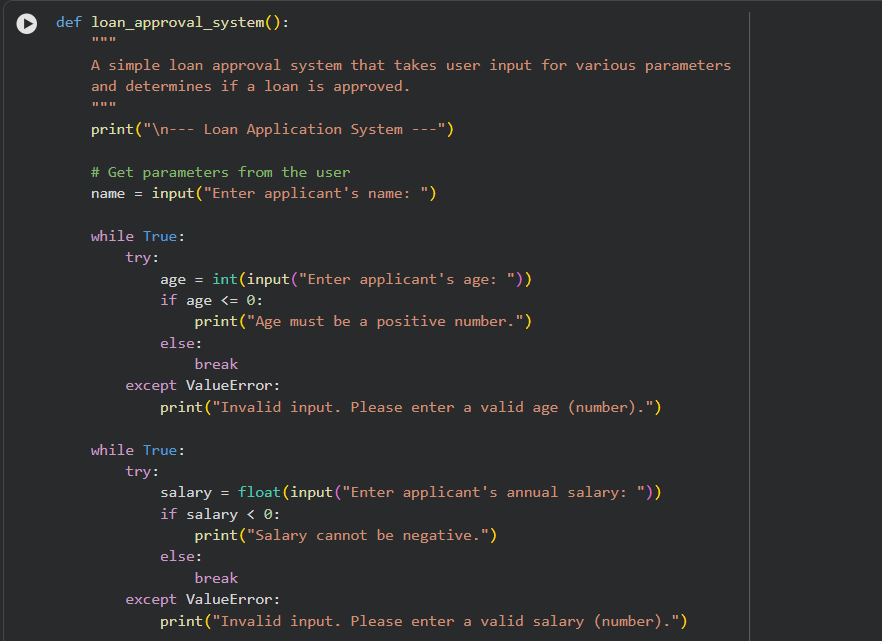 def loan_approval_system():
    """
    A simple loan approval system that takes user input for various parameters
    and determines if a loan is approved.
    """
    print("\n--- Loan Application System ---")

    # Get parameters from the user
    name = input("Enter applicant's name: ")

    while True:
        try:
            age = int(input("Enter applicant's age: "))
            if age <= 0:
                print("Age must be a positive number.")
            else:
                break
        except ValueError:
            print("Invalid input. Please enter a valid age (number).")

    while True:
        try:
            salary = float(input("Enter applicant's annual salary: "))
            if salary < 0:
                print("Salary cannot be negative.")
            else:
                break
        except ValueError:
            print("Invalid input. Please enter a valid salary (number).")